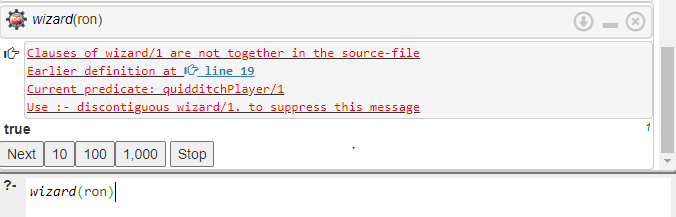 wizard(ron)
Clauses of wizard/1 are not together in the source-file
Earlier definition at line 19
Current predicate: quidditchPlayer/1
Use :- discontiguous wizard/1. to suppress this message
true
1
Next 10 100 1,000 Stop
?- wizard(ron)